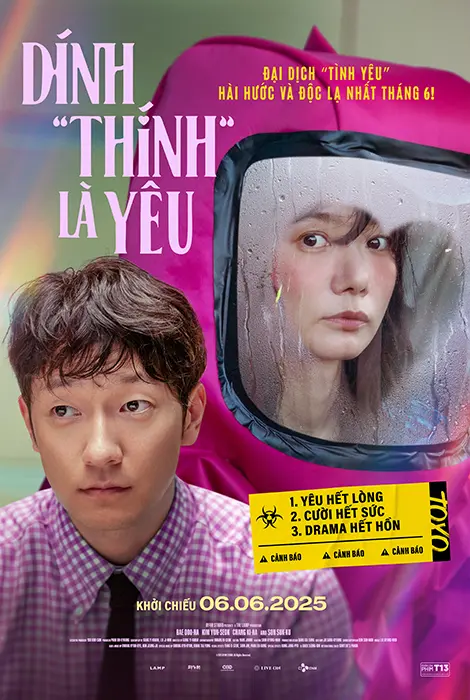 DÍNH
"THÍNH"
LÀ YÊU
ĐẠI DỊCH "TÌNH YÊU"
HÀI HƯỚC VÀ ĐỘC LẠ NHẤT THÁNG 6!
1. YÊU HẾT LÒNG
2. CƯỜI HẾT SỨC
3. DRAMA HẾT HỒN
CẢNH BÁO
CẢNH BÁO
CẢNH BÁO
KHỞI CHIẾU 06.06.2025
BAE DOO-NA KIM YUN-SEOK CHANG KI-HA AND SON SUK-KU
LAMP
T13